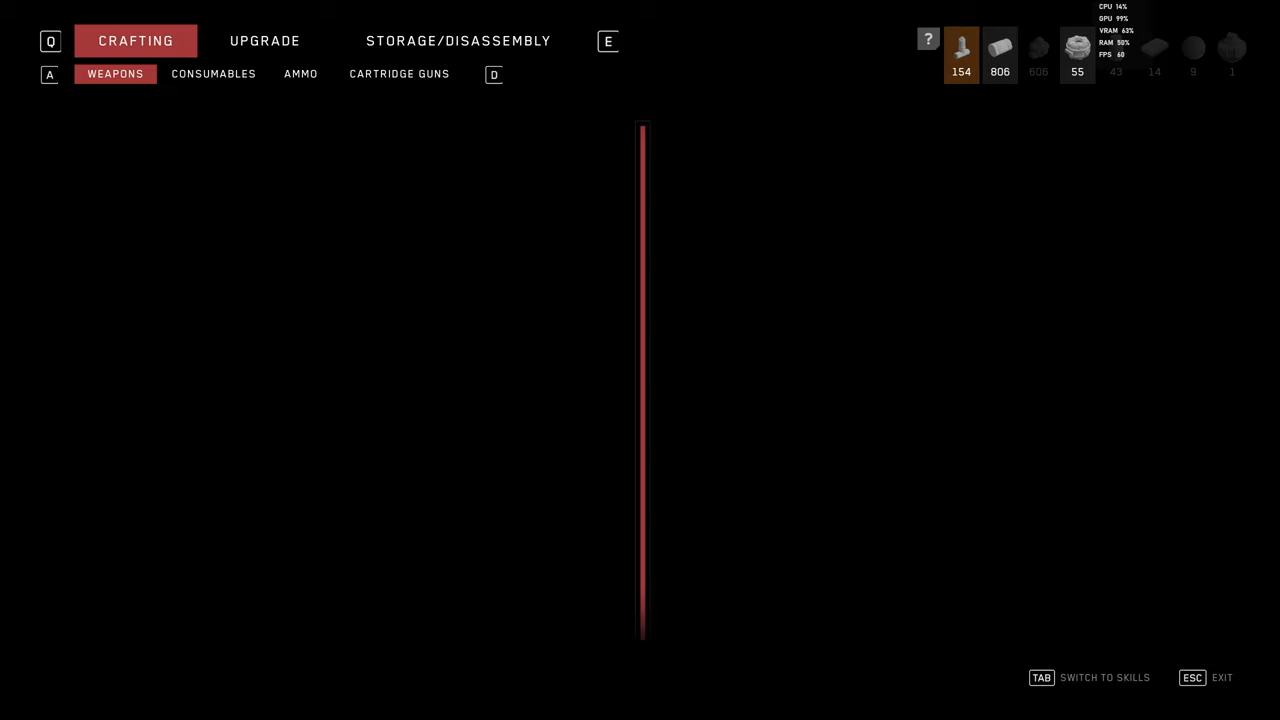 Q CRAFTING UPGRADE STORAGE/DISASSEMBLY E
A WEAPONS CONSUMABLES AMMO CARTRIDGE GUNS D
?
154 806 606 55 43 14 9 1
CPU 14%
GPU 99%
VRAM 63%
RAM 50%
FPS 60
TAB SWITCH TO SKILLS ESC EXIT